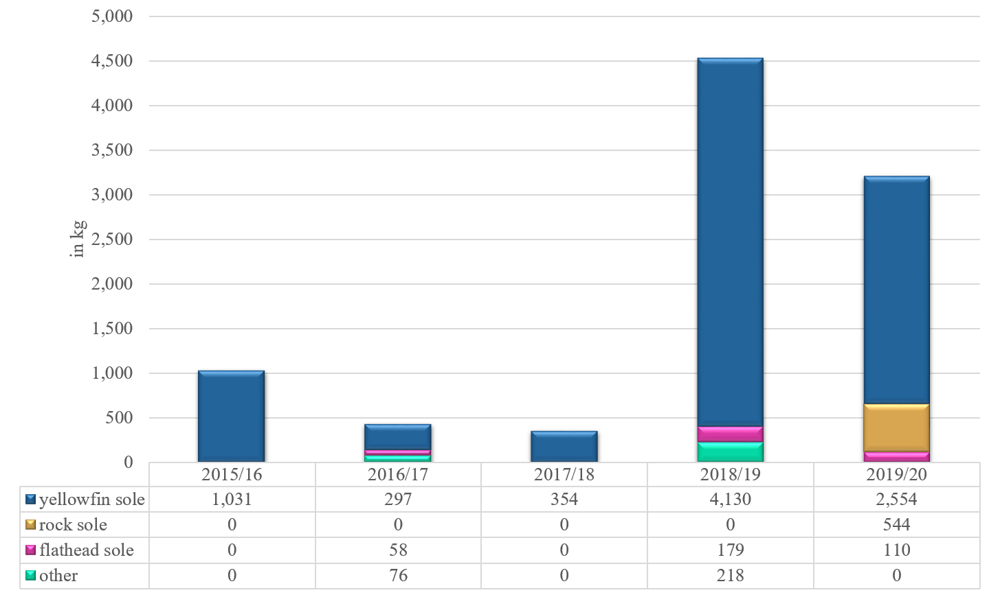 5,000
4,500
4,000
3,500
3,000
2,500
2,000
1,500
1,000
500
0
in kg
2015/16 2016/17 2017/18 2018/19 2019/20
yellowfin sole 1,031 297 354 4,130 2,554
rock sole 0 0 0 0 544
flathead sole 0 58 0 179 110
other 0 76 0 218 0